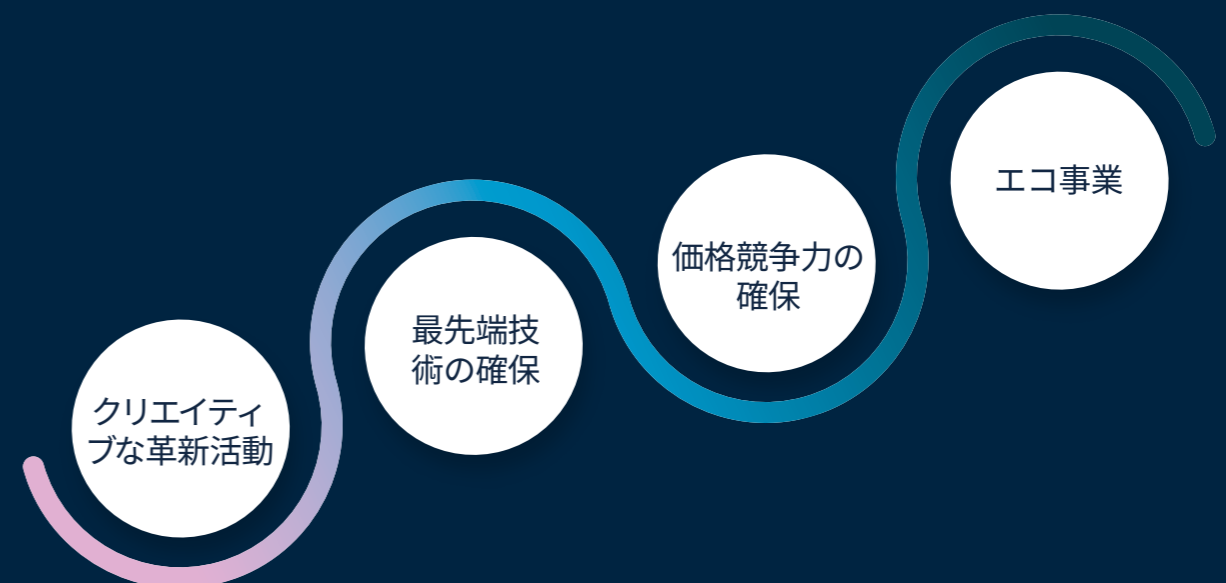 クリエイティ
ブな革新活動
最先端技
術の確保
価格競争力の
確保
エコ事業